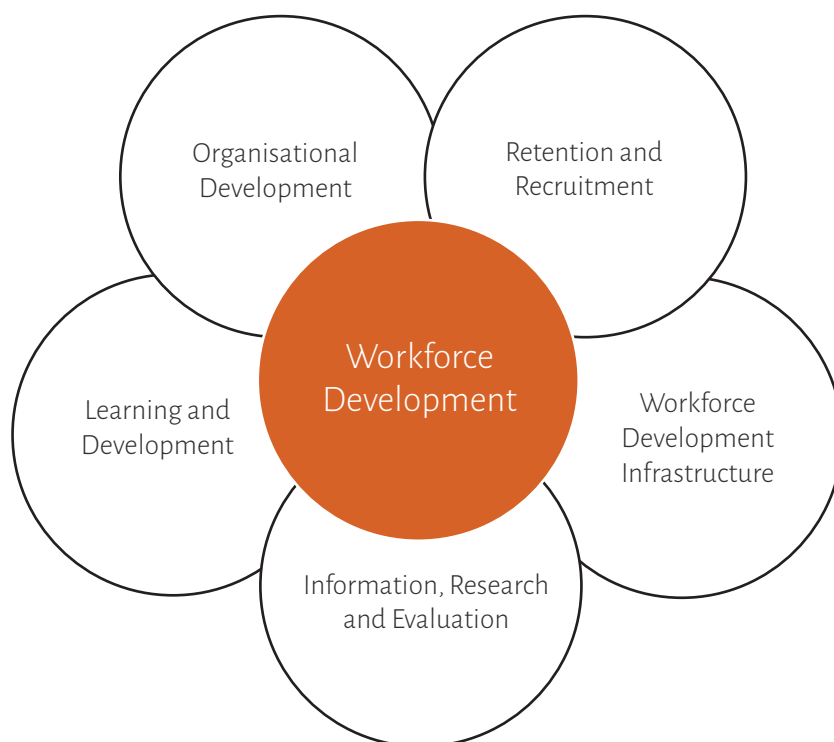 Organisational
Development
Retention and
Recruitment
Workforce
Development
Learning and
Development
Workforce
Development
Infrastructure
Information, Research
and Evaluation